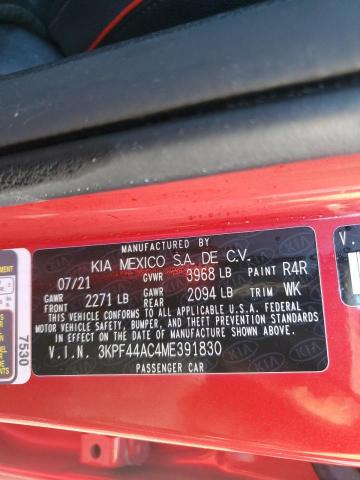 MANUFACTURED BY
KIA MEXICO S.A. DE C.V.
07/21 GVWR 3968 LB PAINT R4R
GAWR FRONT 2271 LB GAWR REAR 2094 LB TRIM WK
THIS VEHICLE CONFORMS TO ALL APPLICABLE U.S. FEDERAL
MOTOR VEHICLE SAFETY, BUMPER, AND THEFT PREVENTION STANDARDS
IN EFFECT ON THE DATE OF MANUFACTURE SHOWN ABOVE.
V.I.N. 3KPF44AC4ME391830
PASSENGER CAR
7530
V.